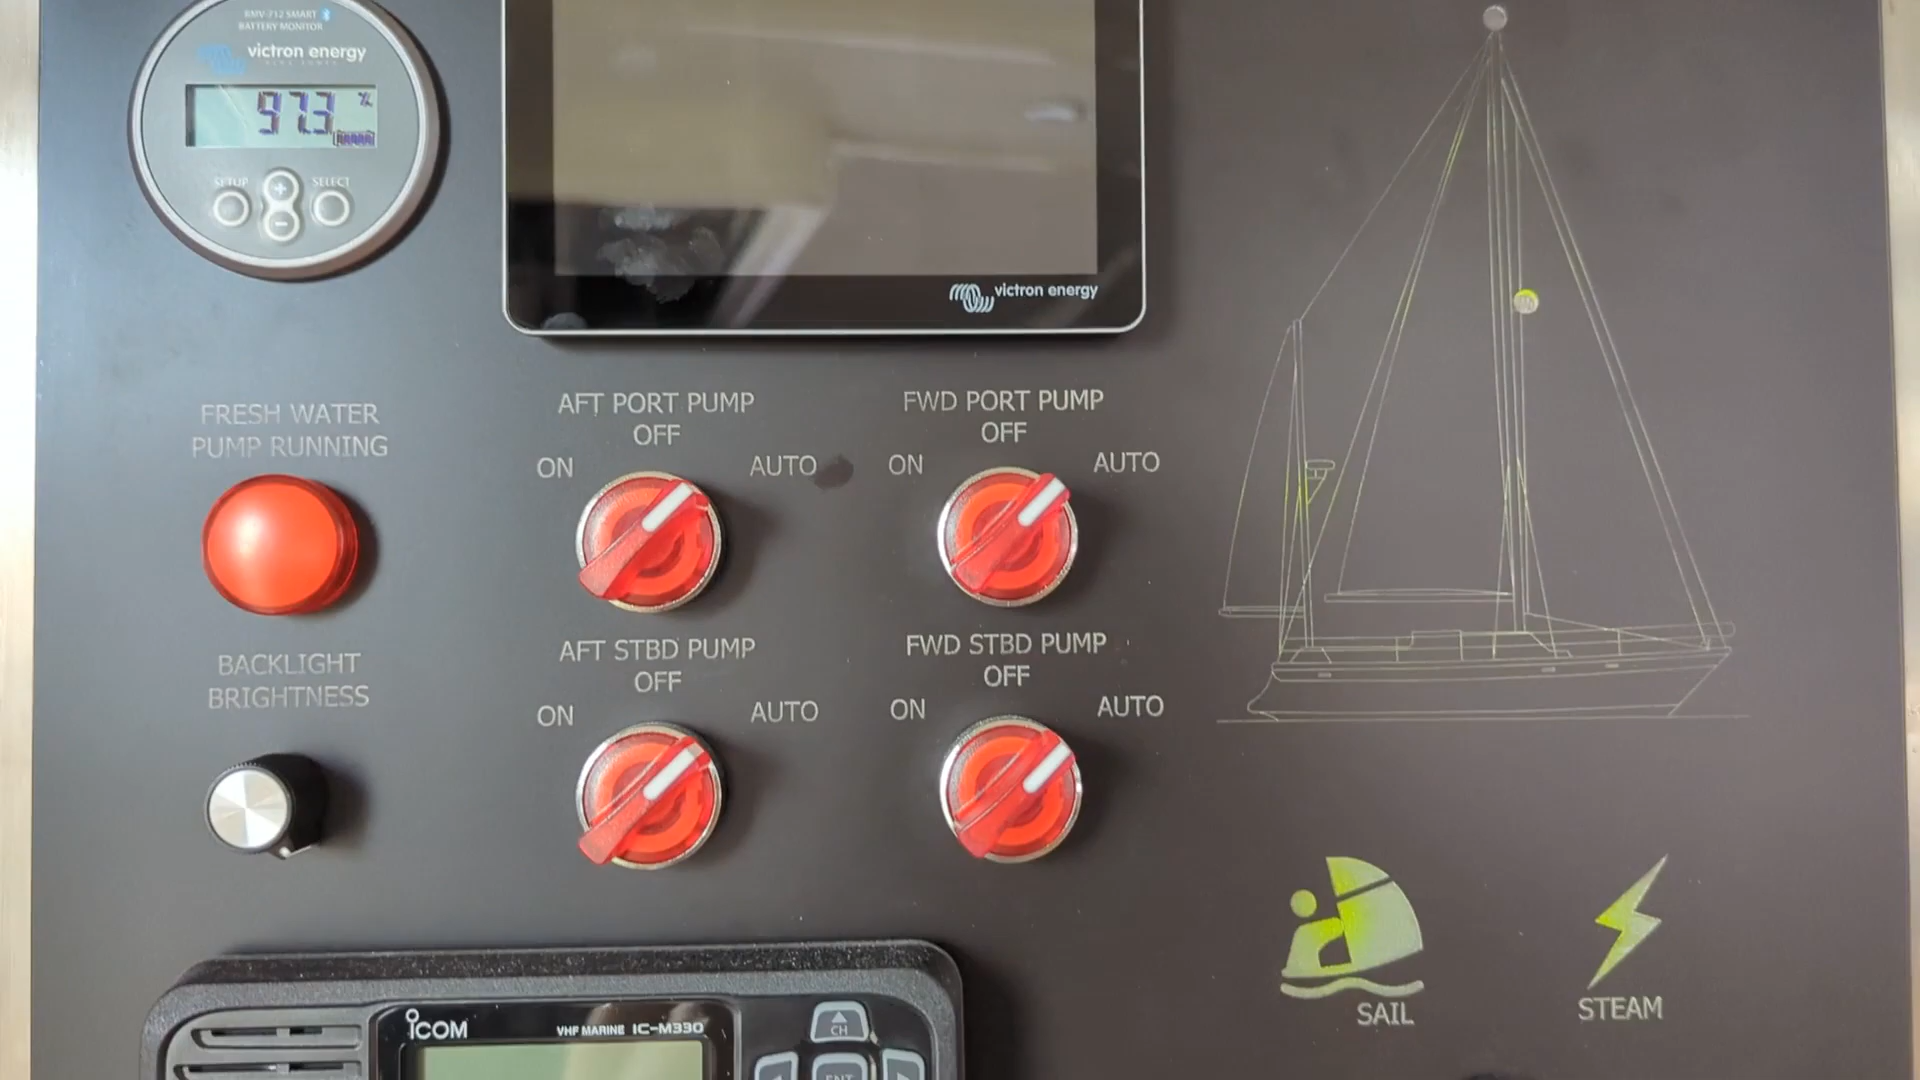 BMV-712 SMART
BATTERY MONITOR
victron energy
97.3 %
SETUP
+
SELECT
-
victron energy
FRESH WATER
PUMP RUNNING
AFT PORT PUMP
OFF
ON
AUTO
FWD PORT PUMP
OFF
ON
AUTO
BACKLIGHT
BRIGHTNESS
AFT STBD PUMP
OFF
ON
AUTO
FWD STBD PUMP
OFF
ON
AUTO
SAIL
STEAM
ICOM
VHF MARINE IC-M330
CH
ENT